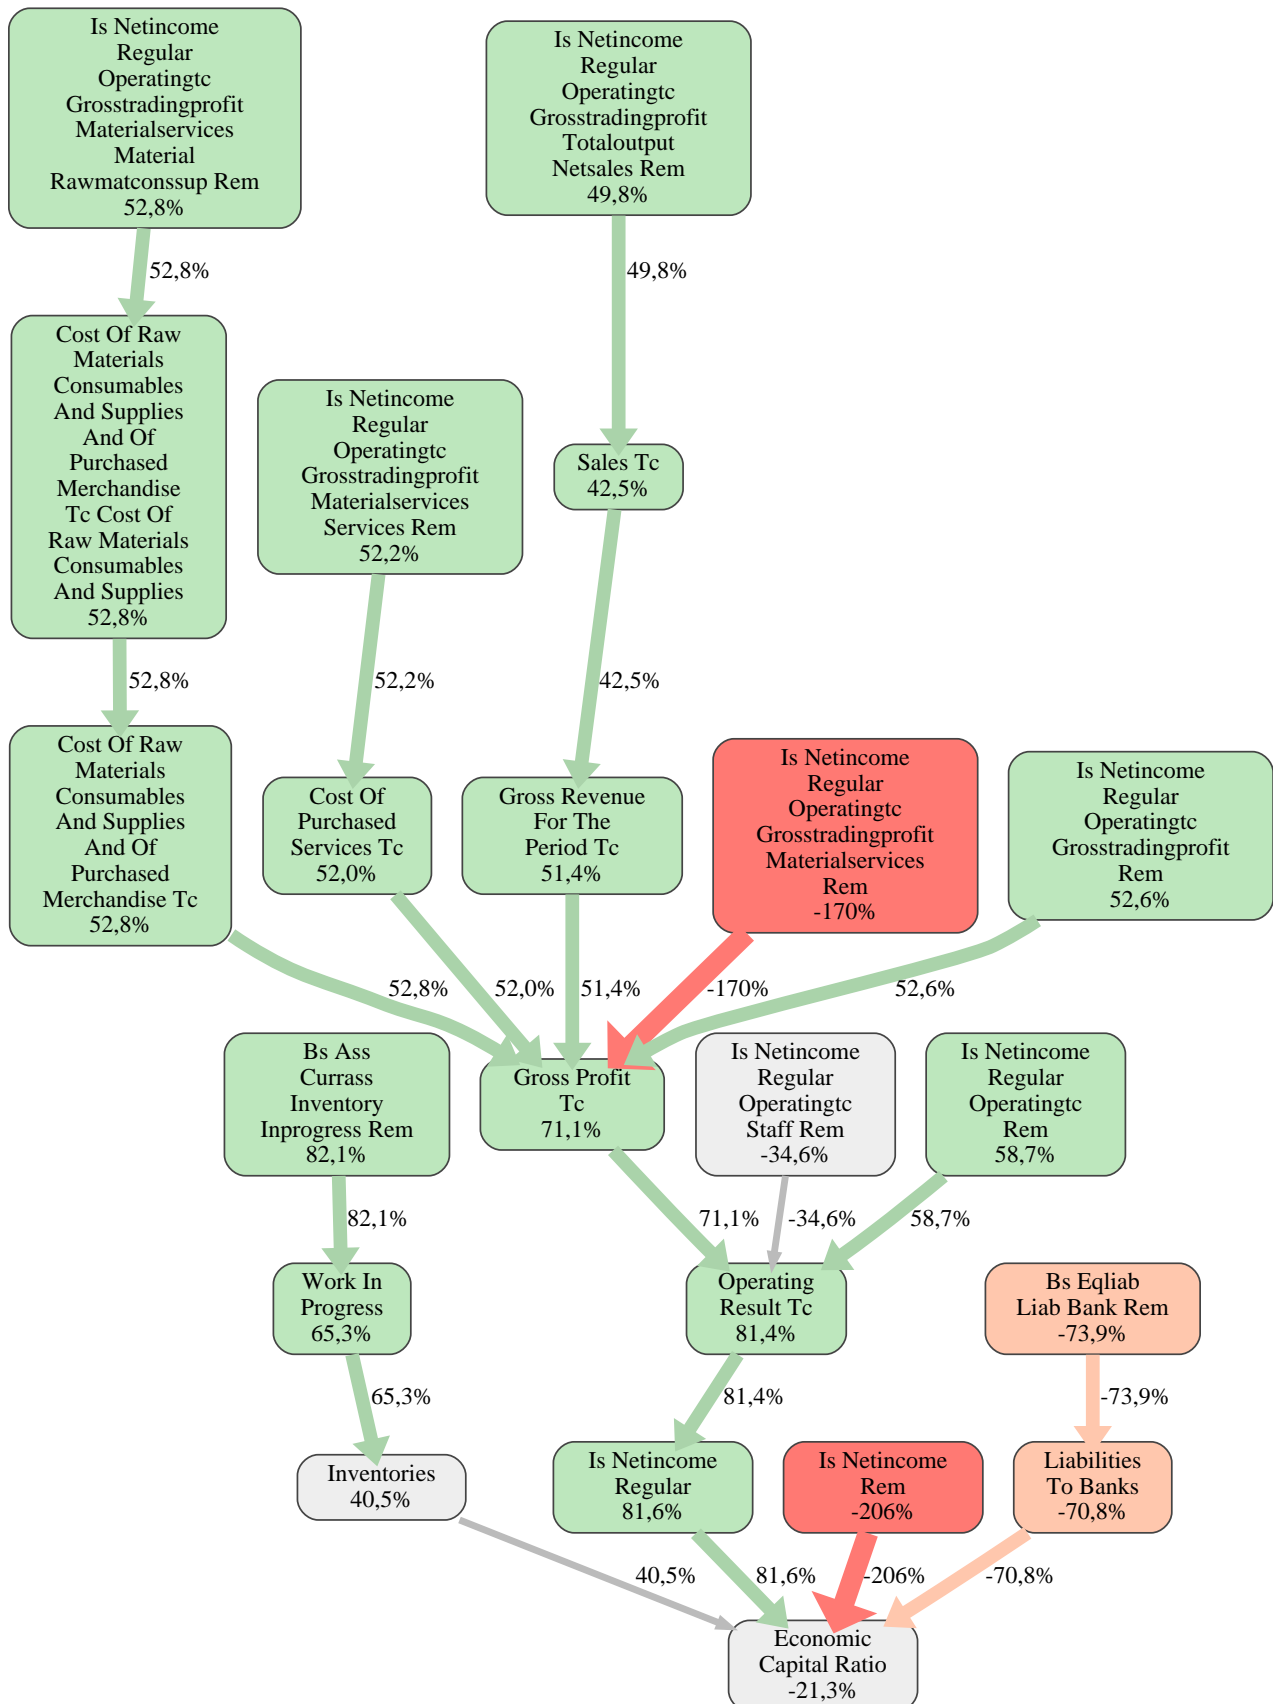 Is Netincome
Regular
Operatingtc
Grosstradingprofit
Materialservices
Material
Rawmatconssup Rem
52,8%
Is Netincome
Regular
Operatingtc
Grosstradingprofit
Totaloutput
Netsales Rem
49,8%
52,8%
49,8%
Cost Of Raw
Materials
Consumables
And Supplies
And Of
Purchased
Merchandise
Tc Cost Of
Raw Materials
Consumables
And Supplies
52,8%
Is Netincome
Regular
Operatingtc
Grosstradingprofit
Materialservices
Services Rem
52,2%
Sales Tc
42,5%
52,8%
52,2%
42,5%
Cost Of Raw
Materials
Consumables
And Supplies
And Of
Purchased
Merchandise Tc
52,8%
Cost Of
Purchased
Services Tc
52,0%
Gross Revenue
For The
Period Tc
51,4%
Is Netincome
Regular
Operatingtc
Grosstradingprofit
Materialservices
Rem
-170%
Is Netincome
Regular
Operatingtc
Grosstradingprofit
Rem
52,6%
52,8%
52,0%
51,4%
-170%
52,6%
Bs Ass
Currass
Inventory
Inprogress Rem
82,1%
Gross Profit
Tc
71,1%
Is Netincome
Regular
Operatingtc
Staff Rem
-34,6%
Is Netincome
Regular
Operatingtc
Rem
58,7%
82,1%
71,1%
-34,6%
58,7%
Work In
Progress
65,3%
Operating
Result Tc
81,4%
Bs Eqliab
Liab Bank Rem
-73,9%
65,3%
81,4%
-73,9%
Inventories
40,5%
Is Netincome
Regular
81,6%
Is Netincome
Rem
-206%
Liabilities
To Banks
-70,8%
40,5%
81,6%
-206%
-70,8%
Economic
Capital Ratio
-21,3%